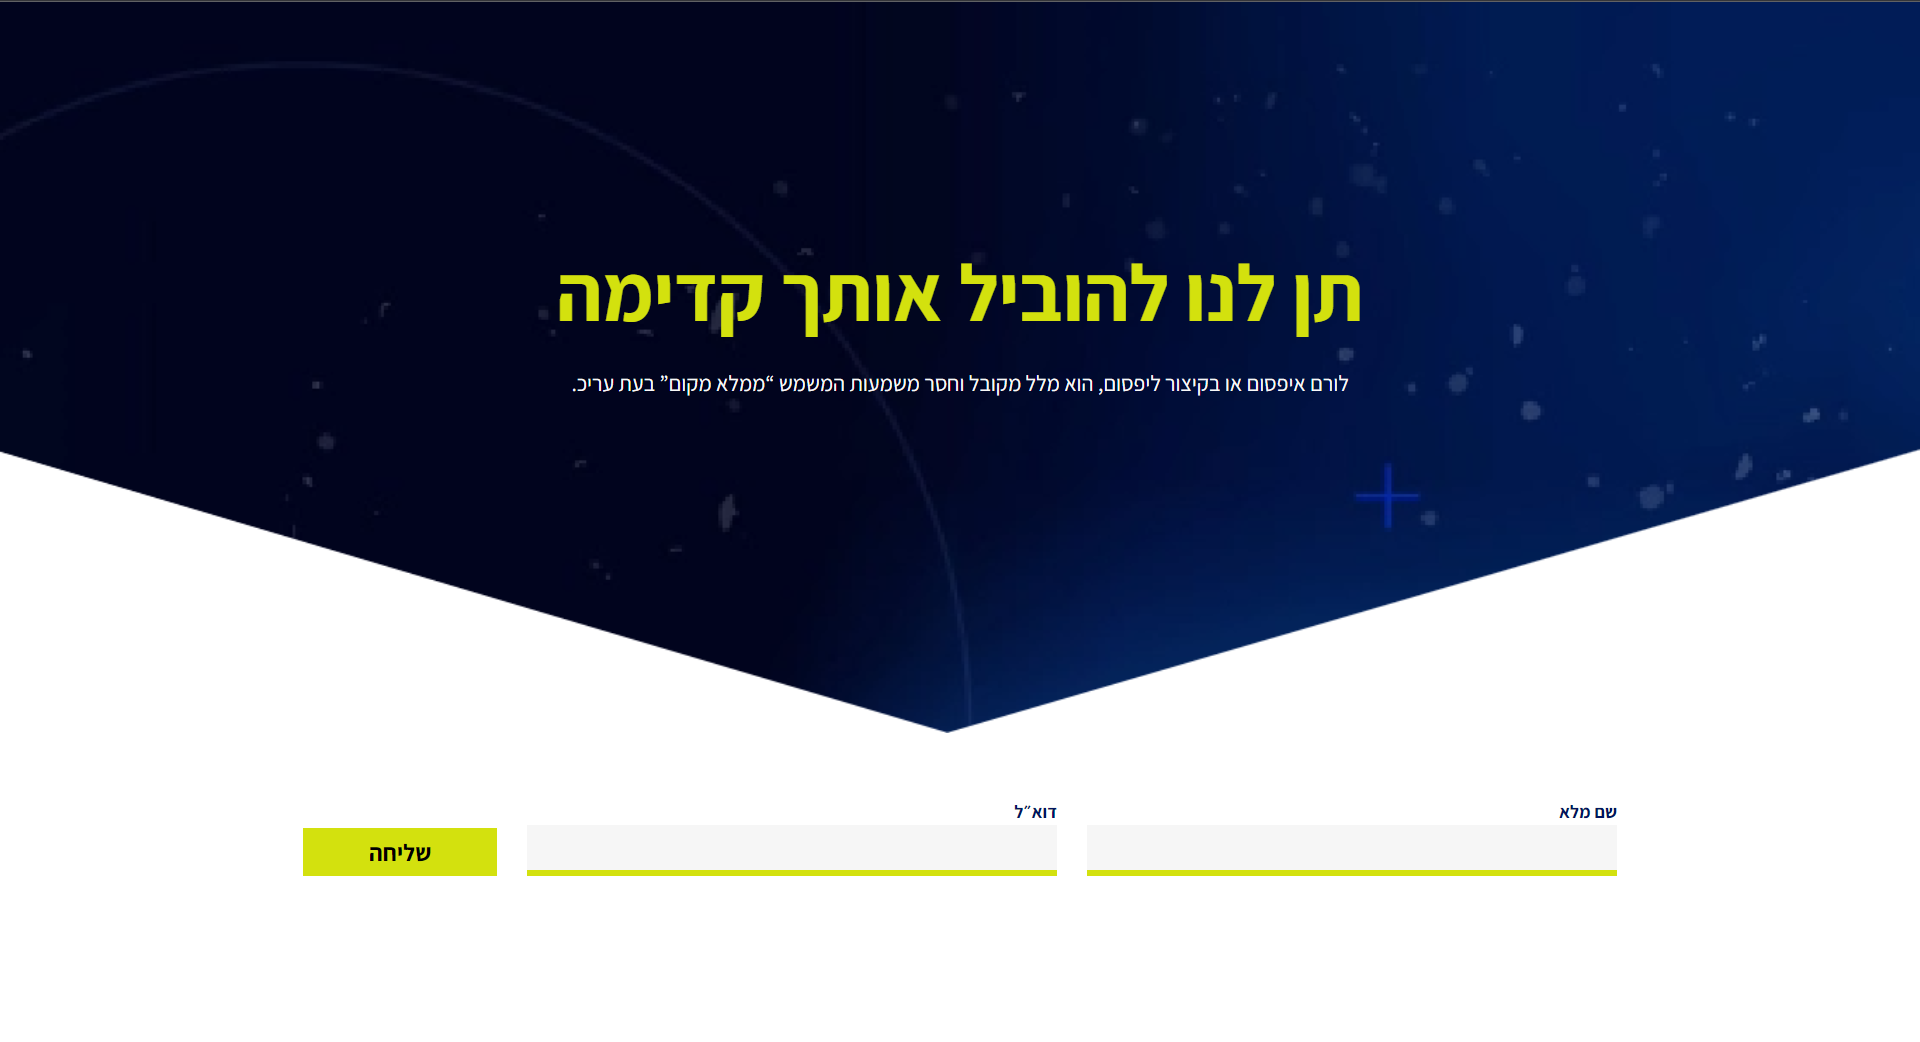 תן לנו להוביל אותך קדימה
לורם איפסום או בקיצור ליפסום, הוא מלל מקובל וחסר משמעות המשמש “ממלא מקום” בעת עריכ.
שם מלא
דוא״ל
שליחה